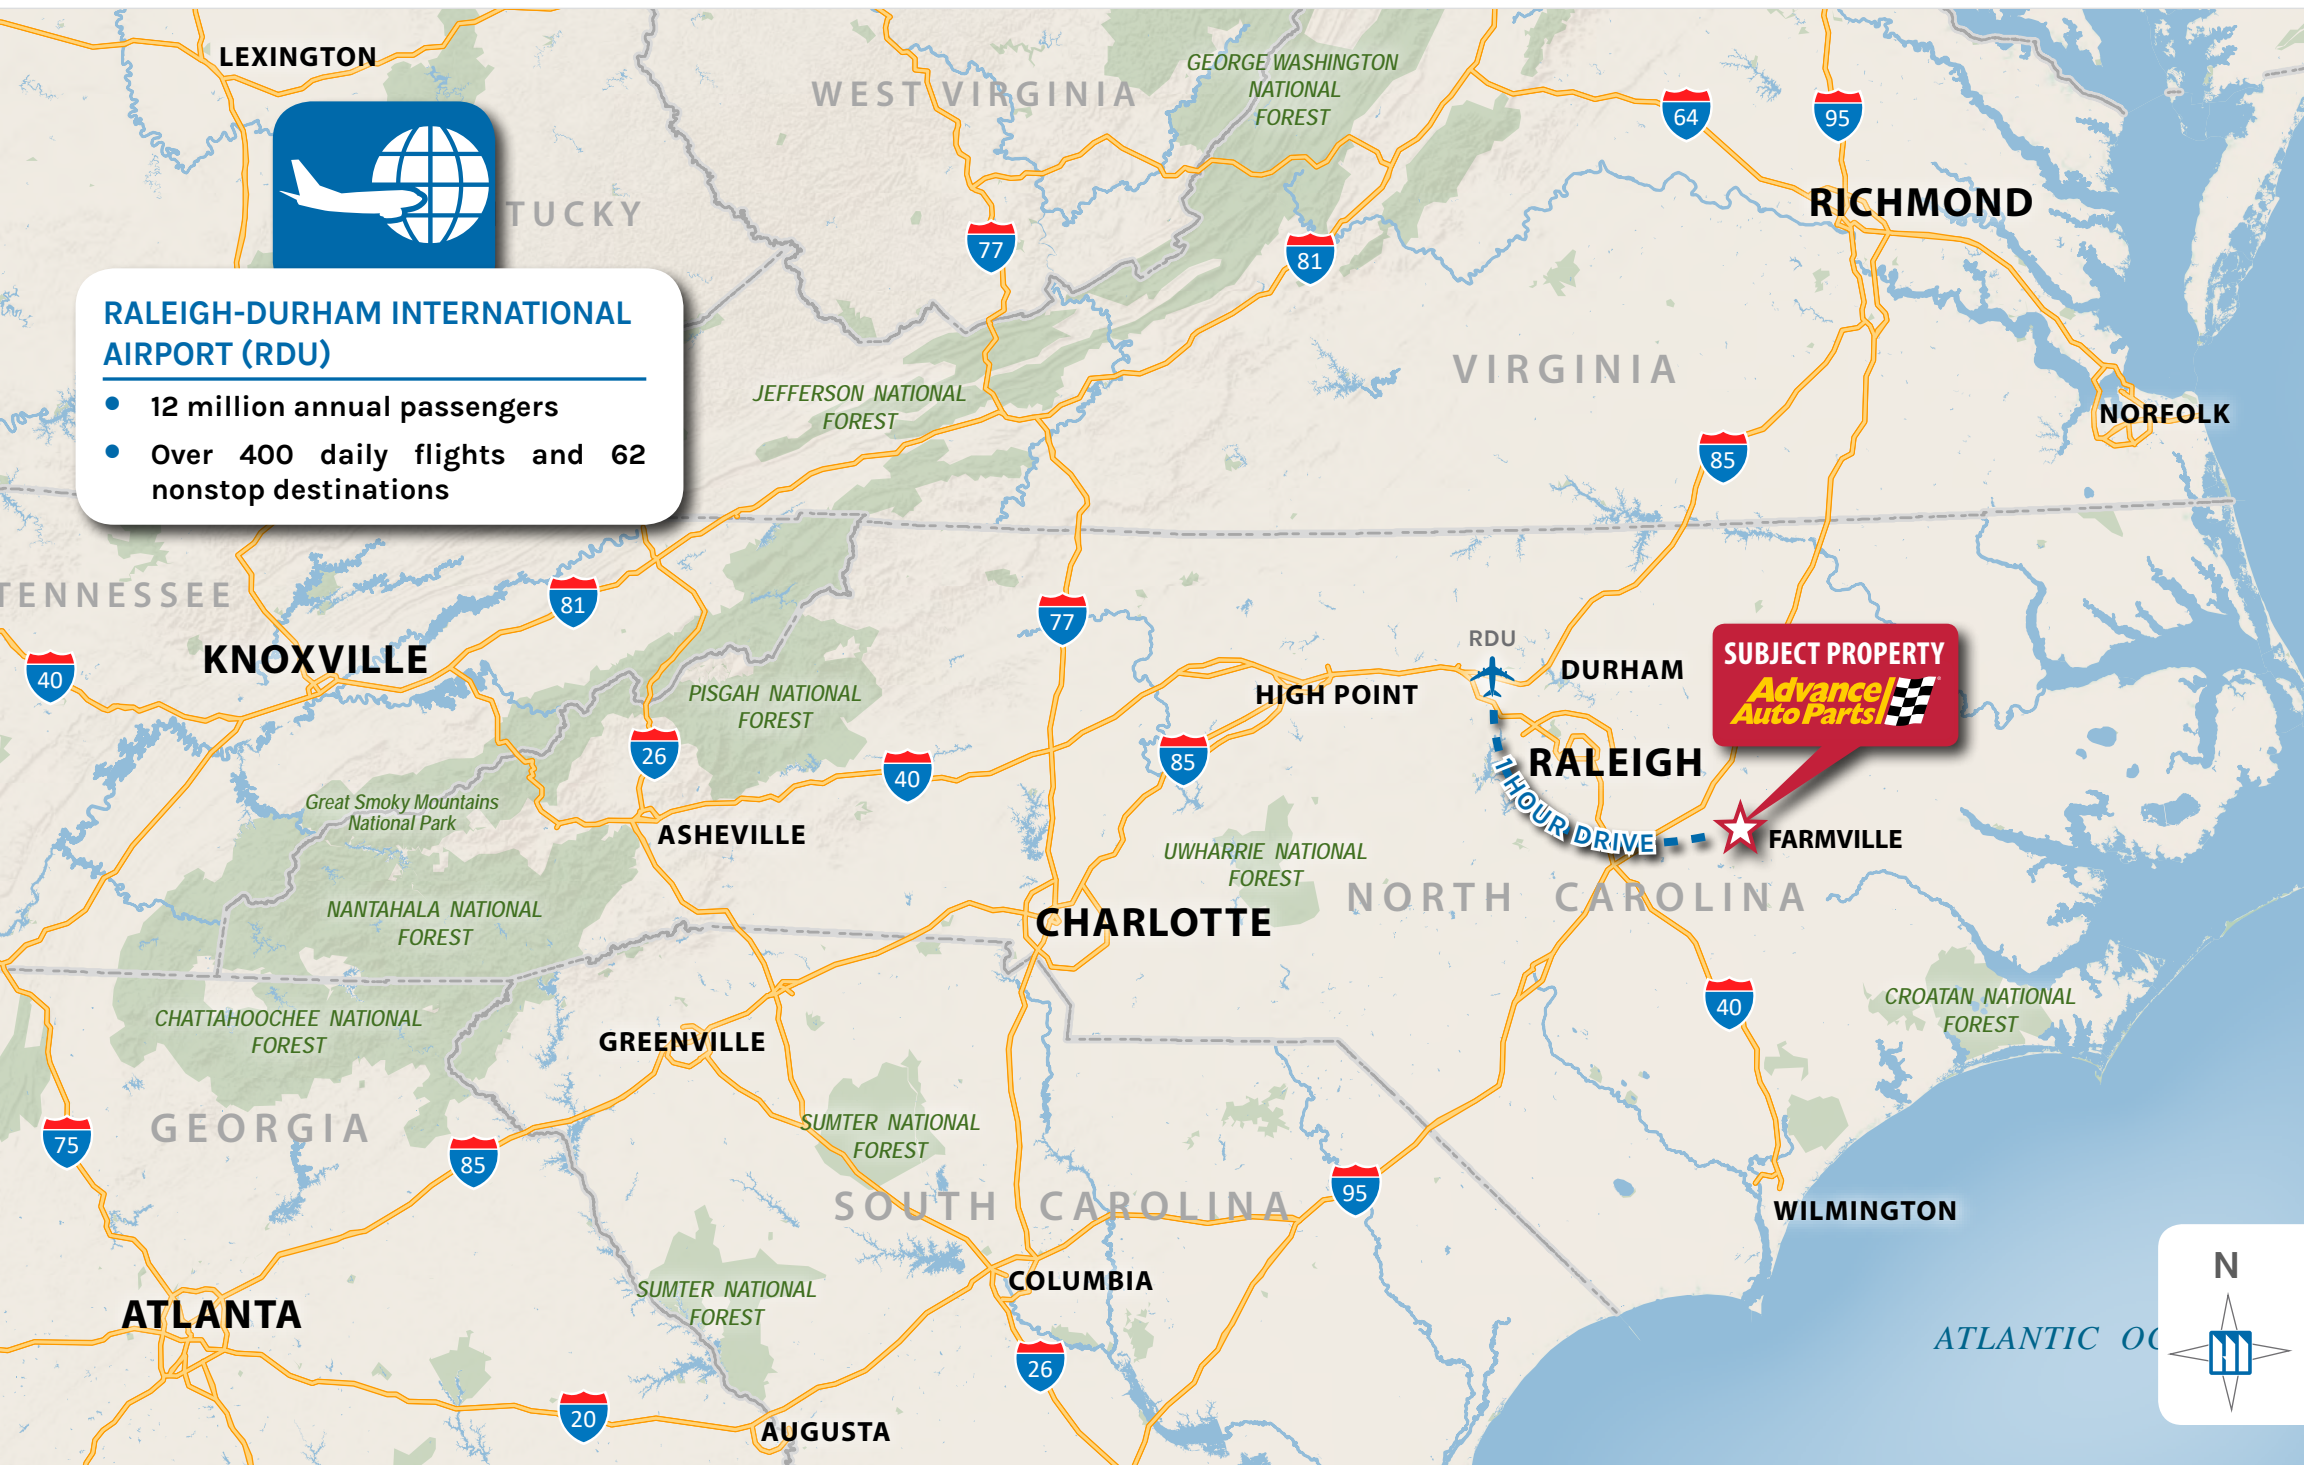 LEXINGTON
WEST VIRGINIA
GEORGE WASHINGTON
NATIONAL
FOREST
64
95
TUCKY
RICHMOND
77
81
RALEIGH-DURHAM INTERNATIONAL
AIRPORT (RDU)
12 million annual passengers
Over 400 daily flights and 62
nonstop destinations
VIRGINIA
JEFFERSON NATIONAL
FOREST
NORFOLK
85
TENNESSEE
81
77
RDU
KNOXVILLE
40
DURHAM
SUBJECT PROPERTY
Advance
Auto Parts
PISGAH NATIONAL
FOREST
HIGH POINT
26
40
85
RALEIGH
1 HOUR DRIVE
Great Smoky Mountains
National Park
ASHEVILLE
FARMVILLE
UWHARRIE NATIONAL
FOREST
NORTH CAROLINA
NANTAHALA NATIONAL
FOREST
CHARLOTTE
40
CROATAN NATIONAL
FOREST
CHATTAHOOCHEE NATIONAL
FOREST
GREENVILLE
75
GEORGIA
85
SUMTER NATIONAL
FOREST
SOUTH CAROLINA
95
WILMINGTON
N
COLUMBIA
SUMTER NATIONAL
FOREST
ATLANTA
ATLANTIC OC
26
20
AUGUSTA